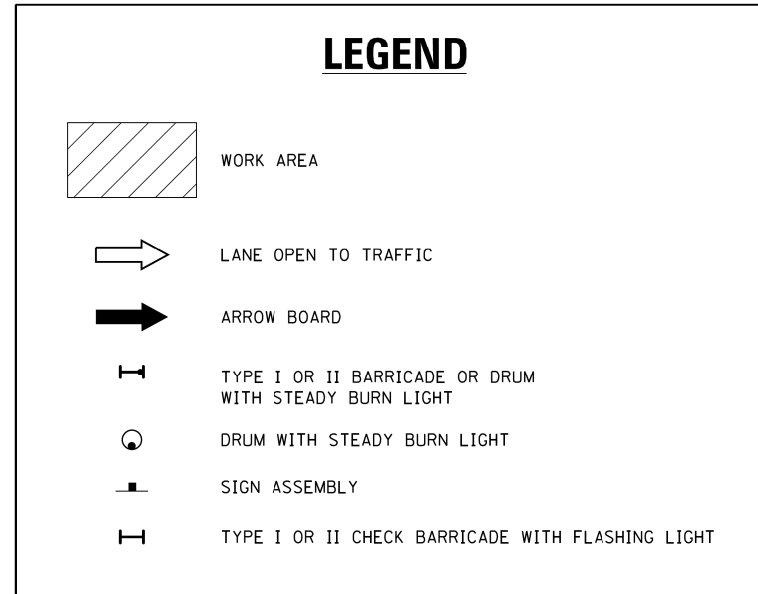 LEGEND
WORK AREA
LANE OPEN TO TRAFFIC
ARROW BOARD
TYPE I OR II BARRICADE OR DRUM
WITH STEADY BURN LIGHT
DRUM WITH STEADY BURN LIGHT
SIGN ASSEMBLY
TYPE I OR II CHECK BARRICADE WITH FLASHING LIGHT